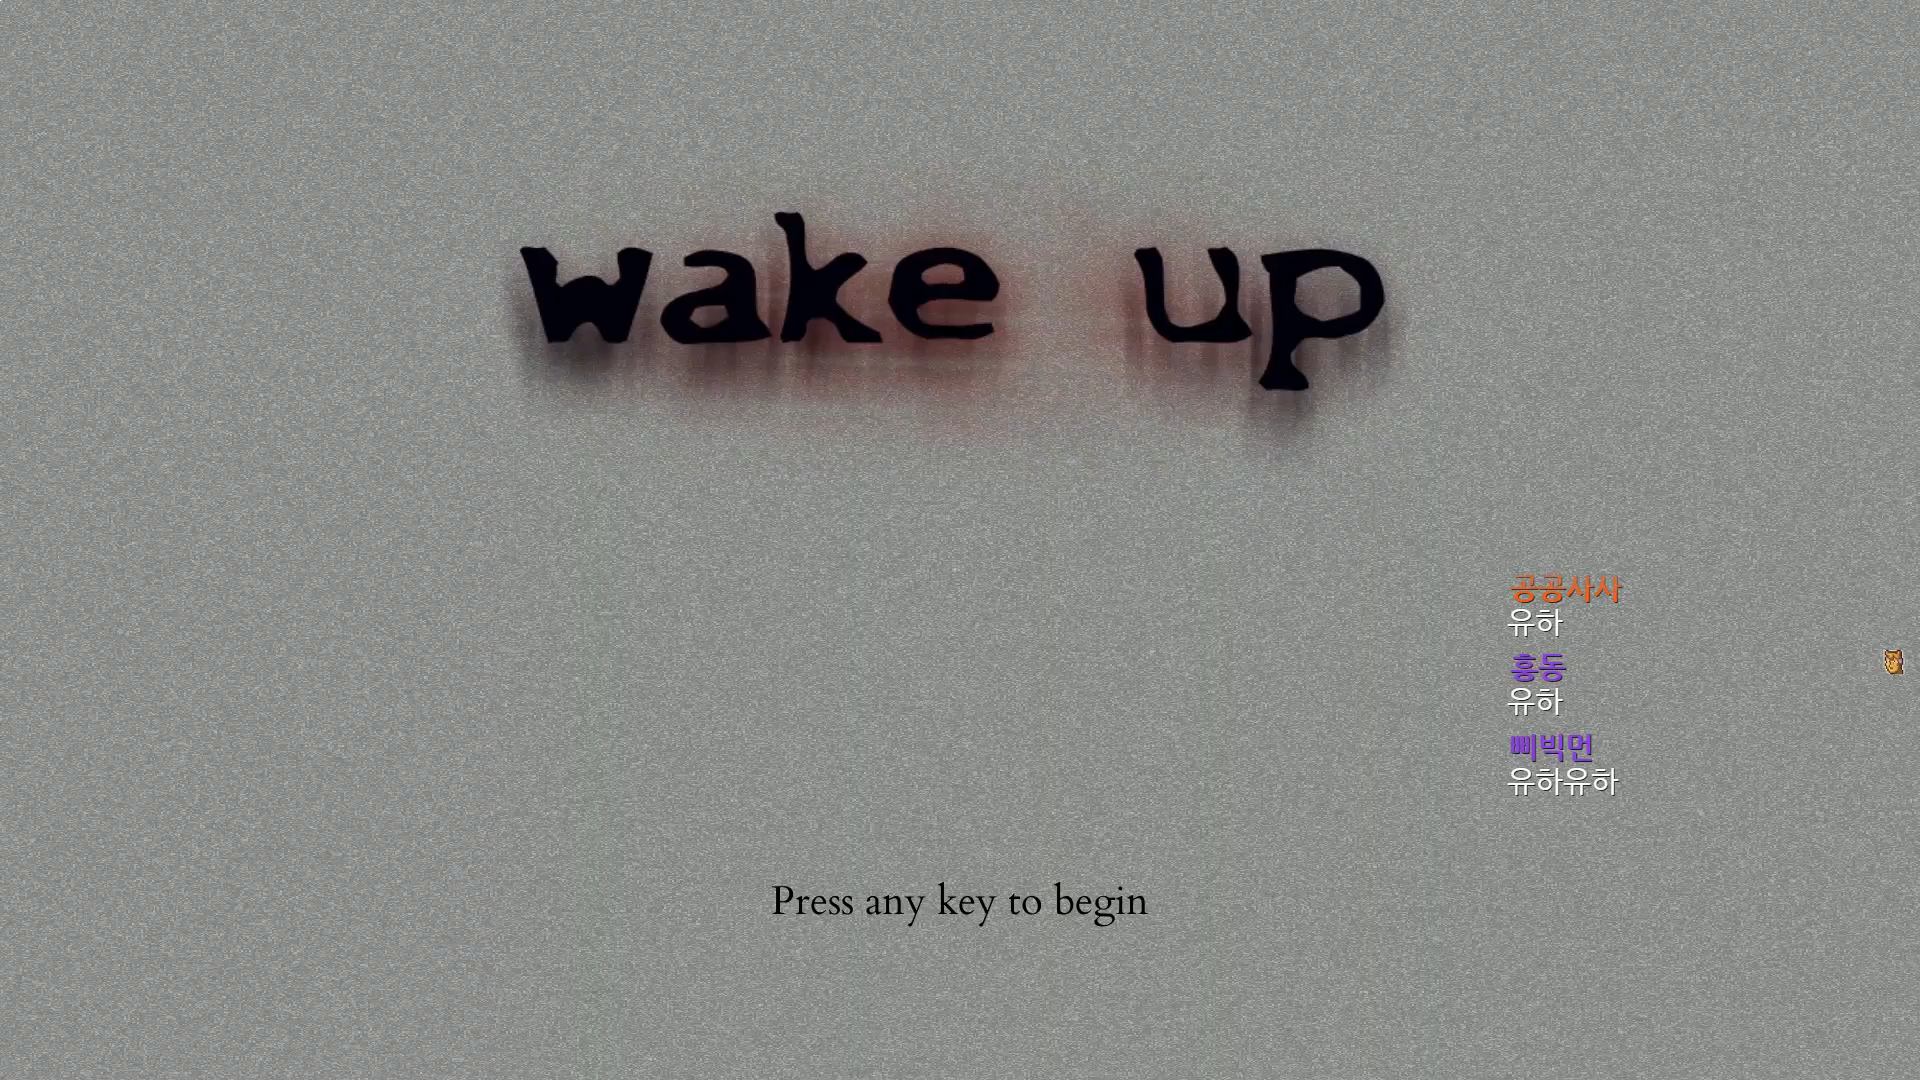 wake up
공공사사
유하
흥동
유하
삐빅먼
유하유하
Press any key to begin